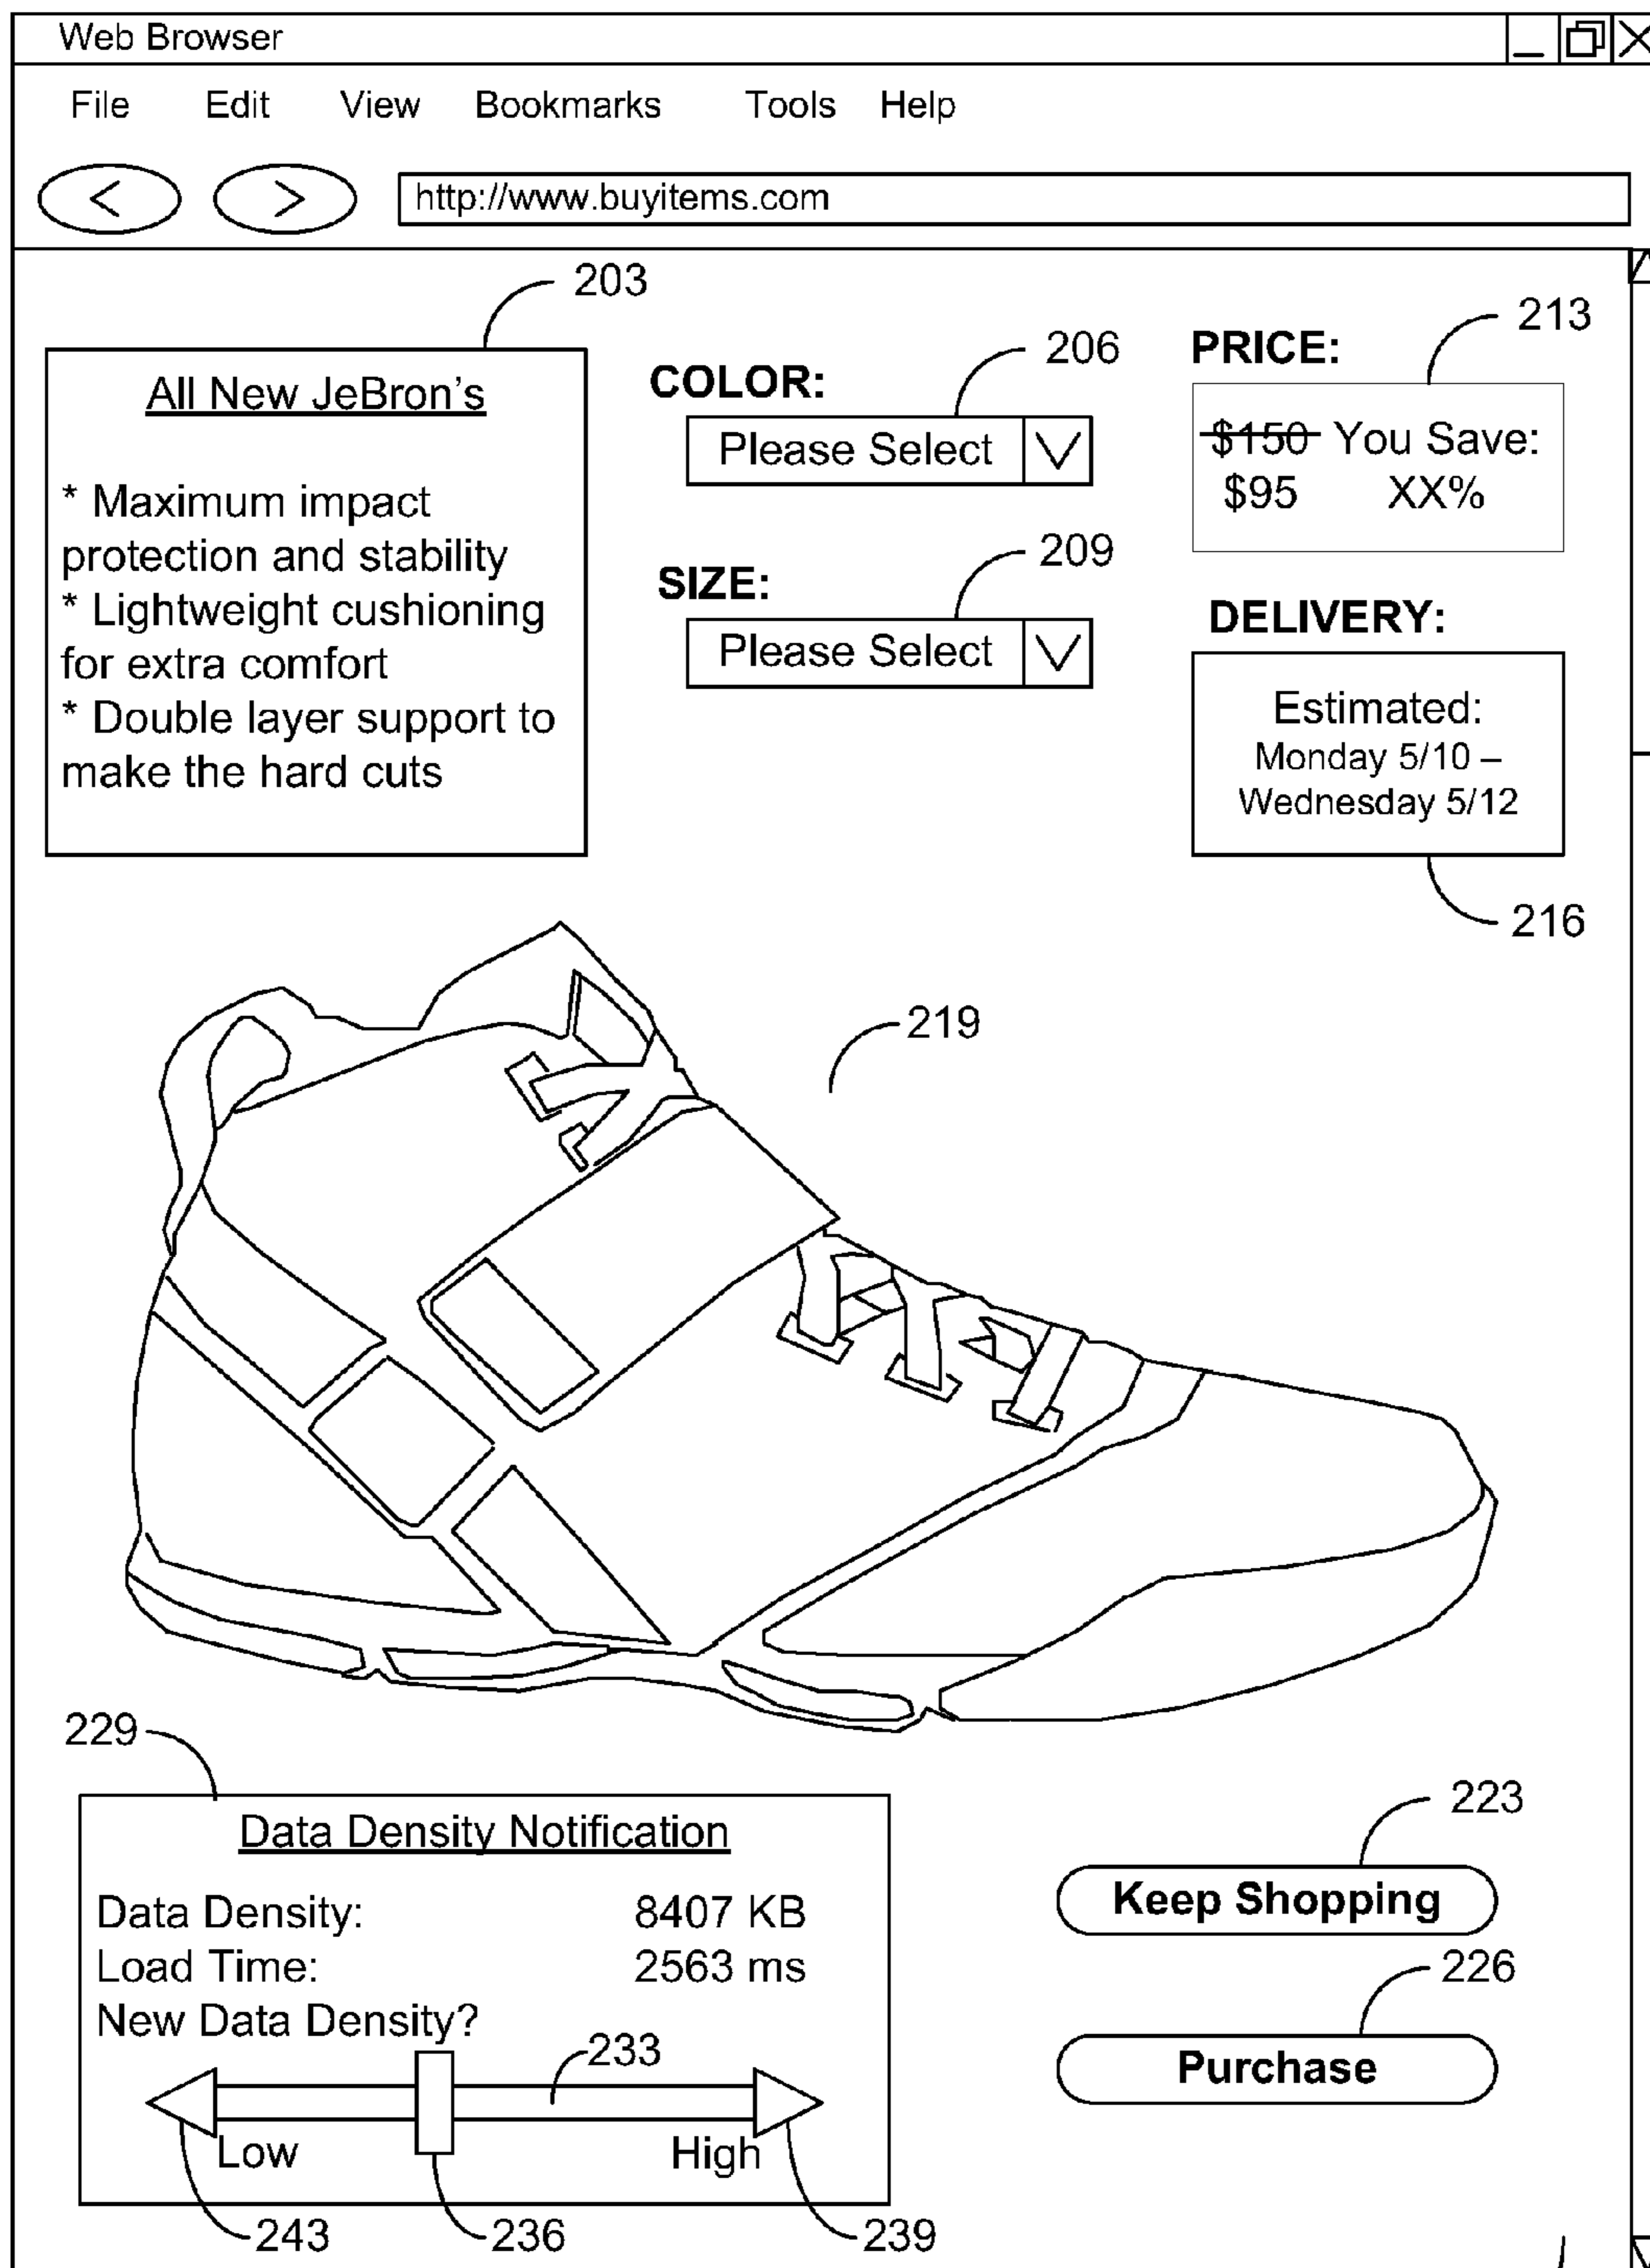 Web Browser
File Edit View Bookmarks Tools Help
< > http://www.buyitems.com
203
All New JeBron's
* Maximum impact
protection and stability
* Lightweight cushioning
for extra comfort
* Double layer support to
make the hard cuts
206
COLOR:
Please Select
209
SIZE:
Please Select
213
PRICE:
$150 You Save:
$95 XX%
DELIVERY:
Estimated:
Monday 5/10 –
Wednesday 5/12
216
219
229
Data Density Notification
Data Density: 8407 KB
Load Time: 2563 ms
New Data Density?
233
Low High
243 236 239
223
Keep Shopping
226
Purchase